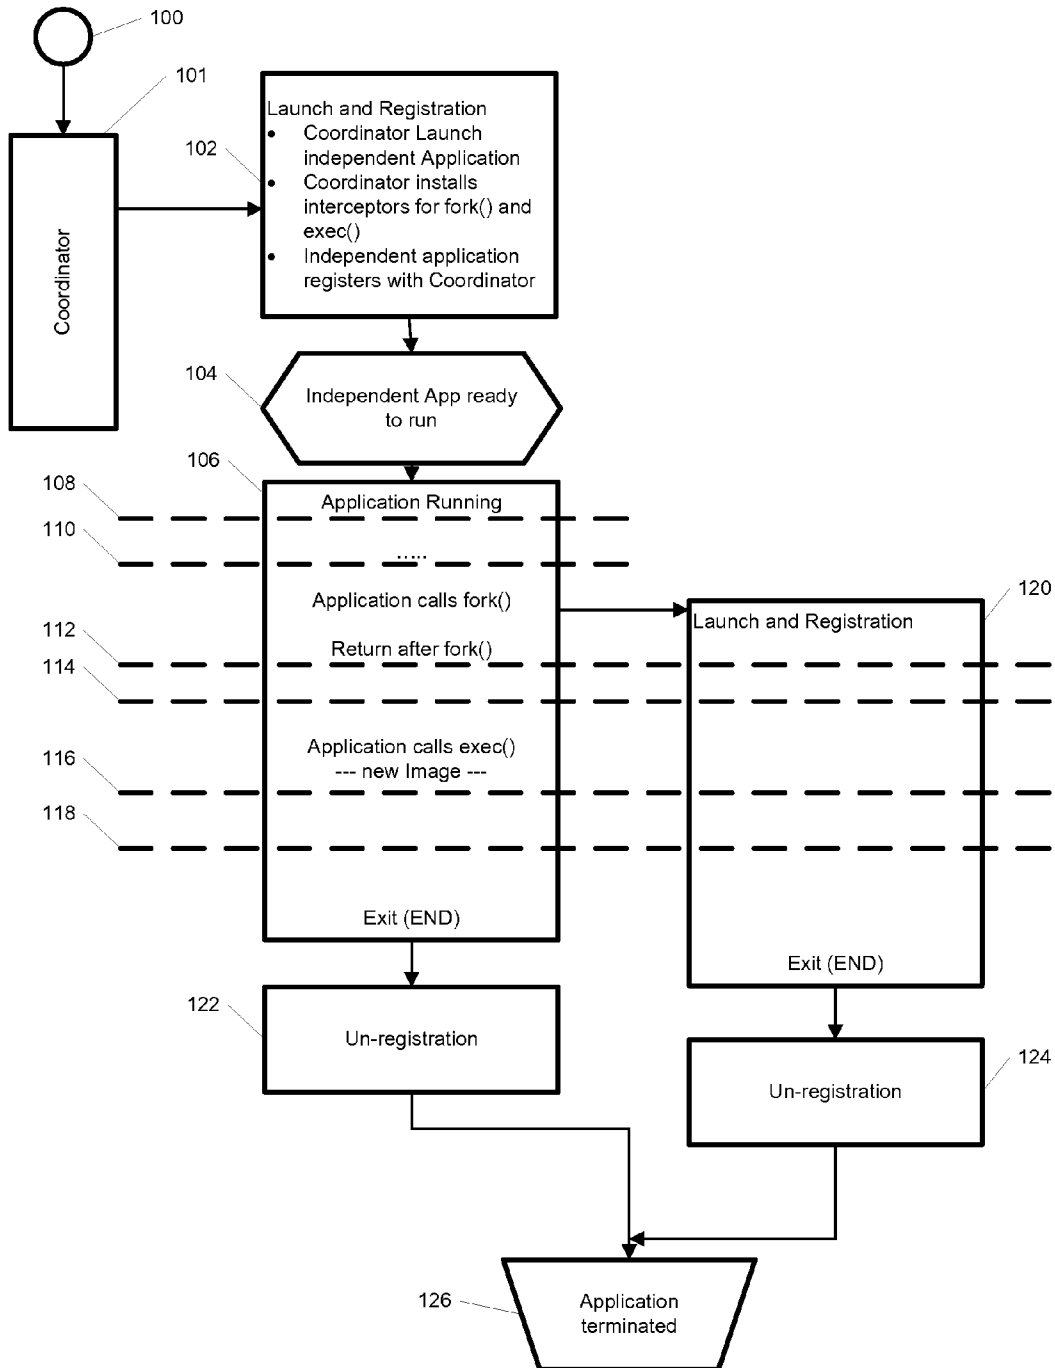 100
101
Coordinator
102
Launch and Registration
• Coordinator Launch
independent Application
• Coordinator installs
interceptors for fork() and
exec()
• Independent application
registers with Coordinator
104
Independent App ready
to run
106
108
Application Running
110
.....
Application calls fork()
120
Launch and Registration
112
Return after fork()
114
Application calls exec()
116
--- new Image ---
118
Exit (END)
Exit (END)
122
Un-registration
124
Un-registration
126
Application
terminated